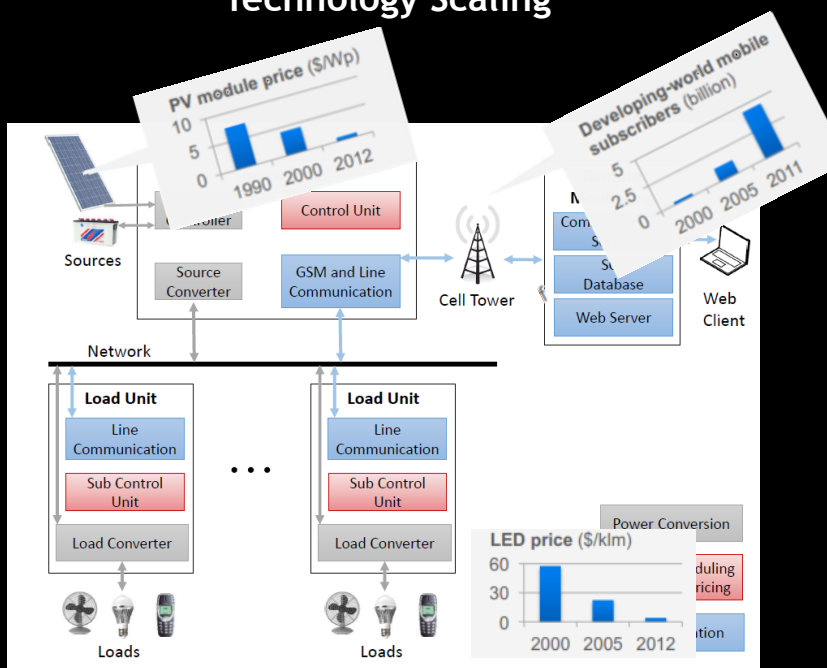 Technology Scaling
PV module price ($/Wp)
10
5
0
1990 2000 2012
Developing-world mobile
subscribers (billion)
5
2.5
0
2000 2005 2011
Control Unit
Sources
Source
Converter
GSM and Line
Communication
Cell Tower
Database
Web Server
Web
Client
Network
Load Unit
Line
Communication
Sub Control
Unit
Load Converter
Loads
...
Load Unit
Line
Communication
Sub Control
Unit
Load Converter
Loads
Power Conversion
LED price ($/klm)
60
30
0
2000 2005 2012